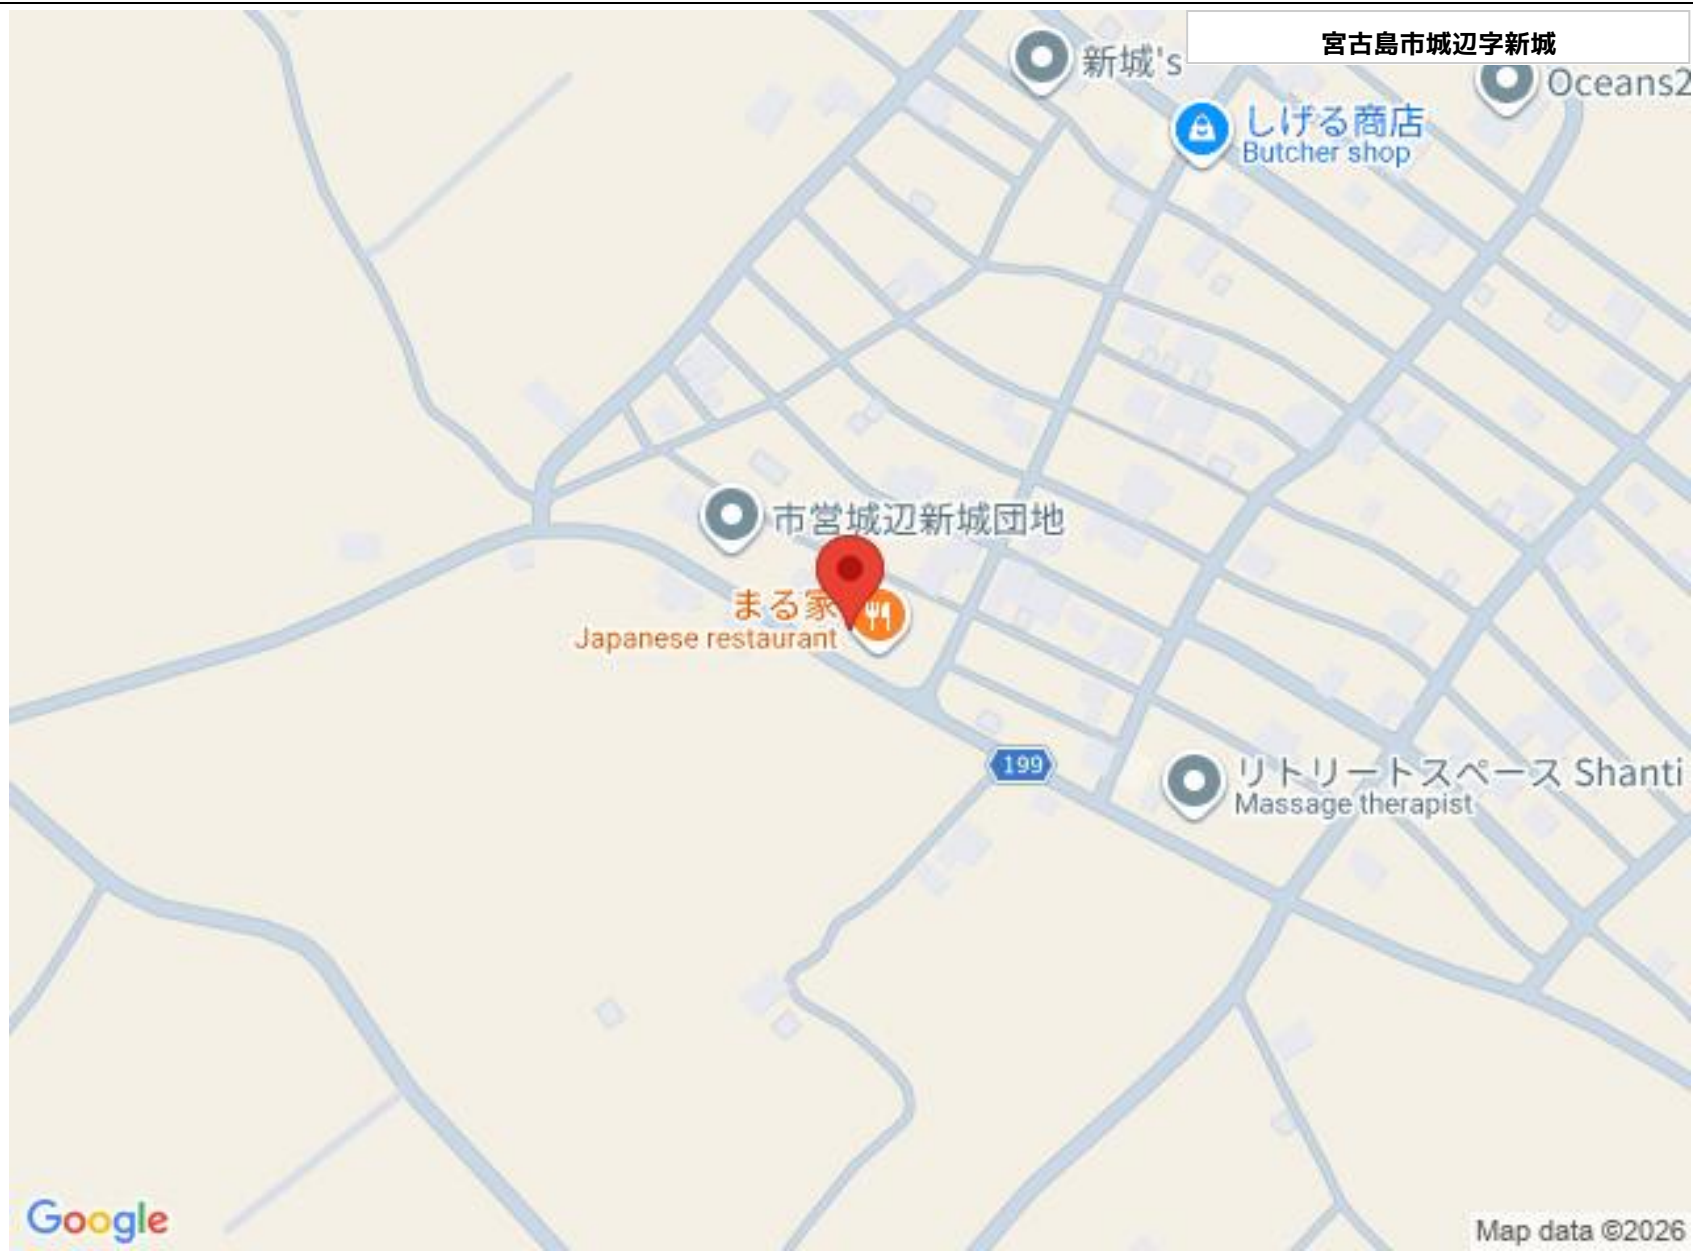 宮古島市城辺字新城
新城's
Oceans2
しげる商店
Butcher shop
市営城辺新城団地
まる家
Japanese restaurant
199
リトリートスペース Shanti
Massage therapist
Google
Map data ©2026